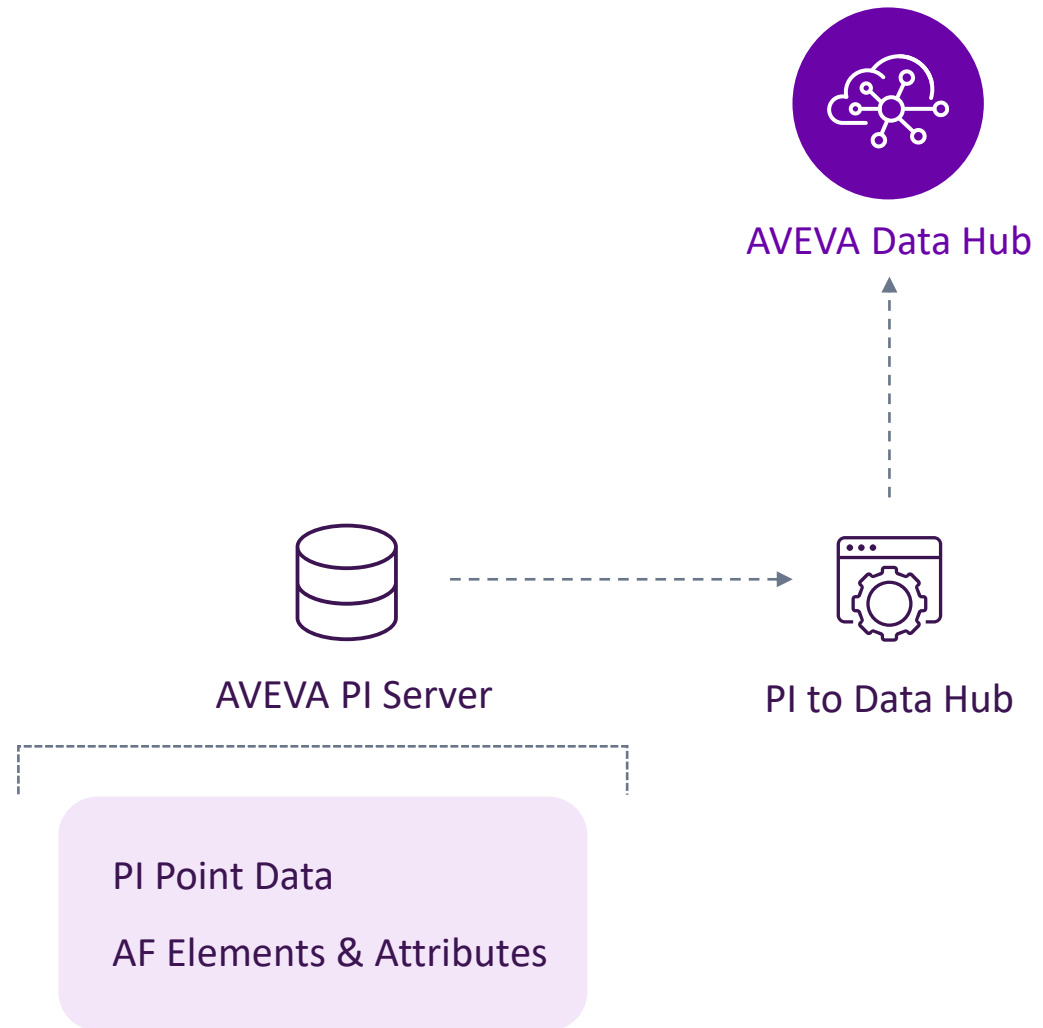 AVEVA Data Hub
AVEVA PI Server
PI to Data Hub
PI Point Data
AF Elements & Attributes